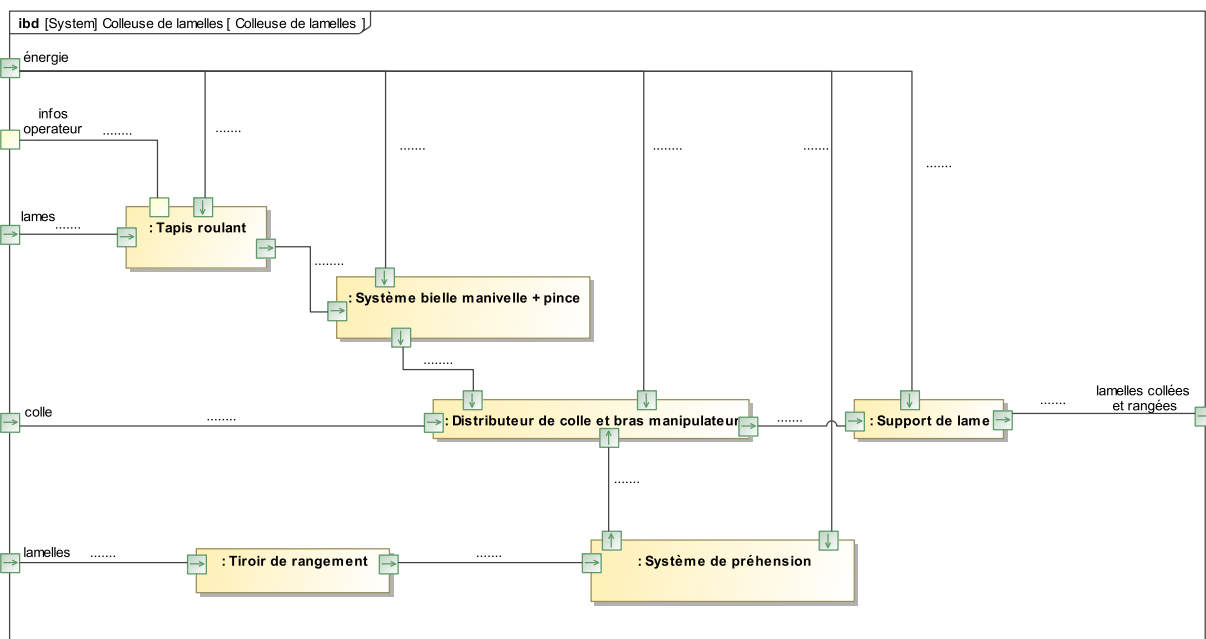 ibd [System] Colleuse de lamelles [ Colleuse de lamelles ]
énergie
infos
operateur
........
.......
.......
........
.......
.......
lames
.......
: Tapis roulant
........
: Système bielle manivelle + pince
........
lamelles collées
et rangées
.......
colle
........
: Distributeur de colle et bras manipulateur
.......
: Support de lame
.......
lamelles
.......
: Tiroir de rangement
.......
: Système de préhension